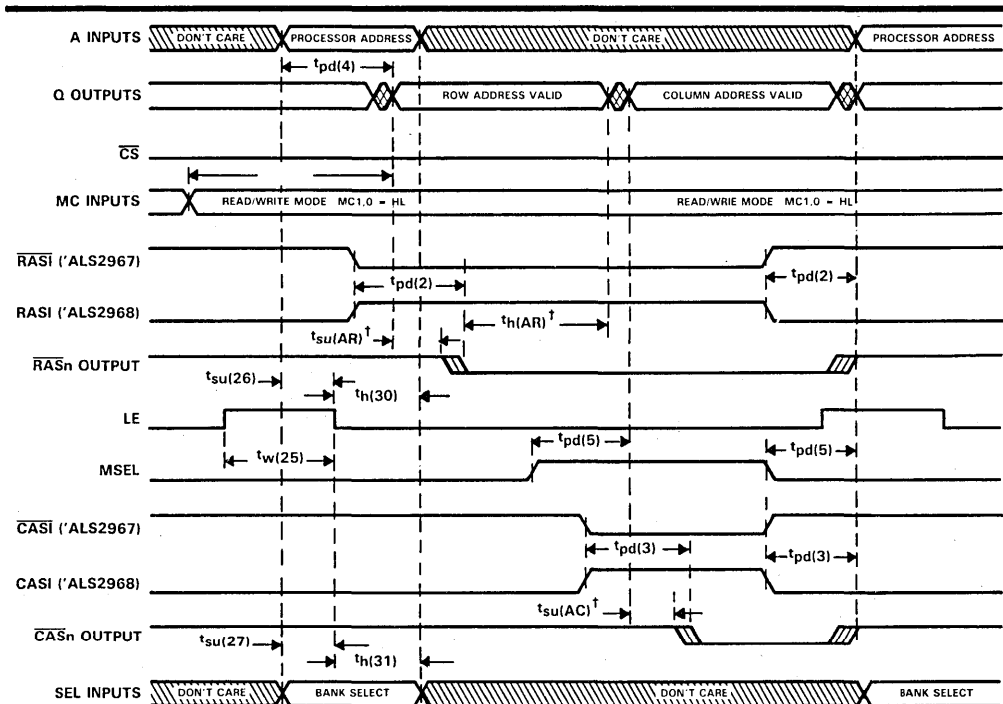 A INPUTS DON'T CARE PROCESSOR ADDRESS DON'T CARE PROCESSOR ADDRESS
tpd(4)
Q OUTPUTS ROW ADDRESS VALID COLUMN ADDRESS VALID
CS
MC INPUTS READ/WRITE MODE MC1,0 = HL READ/WRIE MODE MC1,0 = HL
RASI ('ALS2967)
tpd(2) tpd(2)
RASI ('ALS2968)
tsu(AR)† th(AR)†
RASn OUTPUT
tsu(26) th(30)
LE
tw(25) tpd(5) tpd(5)
MSEL
CASI ('ALS2967)
tpd(3) tpd(3)
CASI ('ALS2968)
tsu(AC)†
CASn OUTPUT
tsu(27) th(31)
SEL INPUTS DON'T CARE BANK SELECT DON'T CARE BANK SELECT